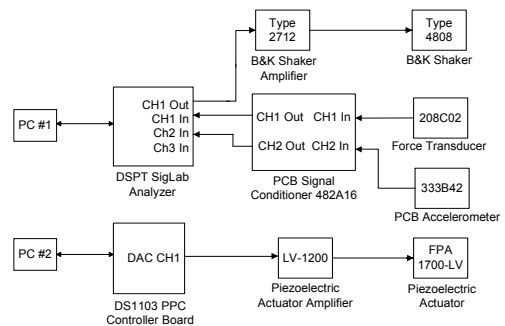 Type
2712
Type
4808
B&K Shaker
Amplifier
B&K Shaker
PC #1
CH1 Out
CH1 In
Ch2 In
Ch3 In
DSPT SigLab
Analyzer
CH1 Out CH1 In
CH2 Out CH2 In
PCB Signal
Conditioner 482A16
208C02
Force Transducer
333B42
PCB Accelerometer
PC #2
DAC CH1
DS1103 PPC
Controller Board
LV-1200
Piezoelectric
Actuator Amplifier
FPA
1700-LV
Piezoelectric
Actuator